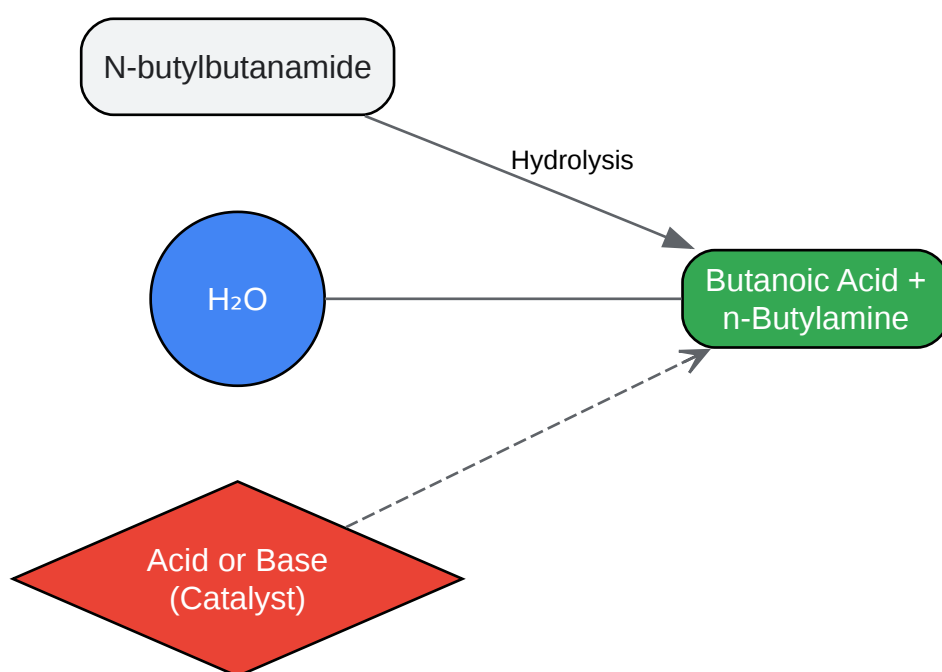 N-butylbutanamide
Hydrolysis
H₂O
Butanoic Acid +
n-Butylamine
Acid or Base
(Catalyst)